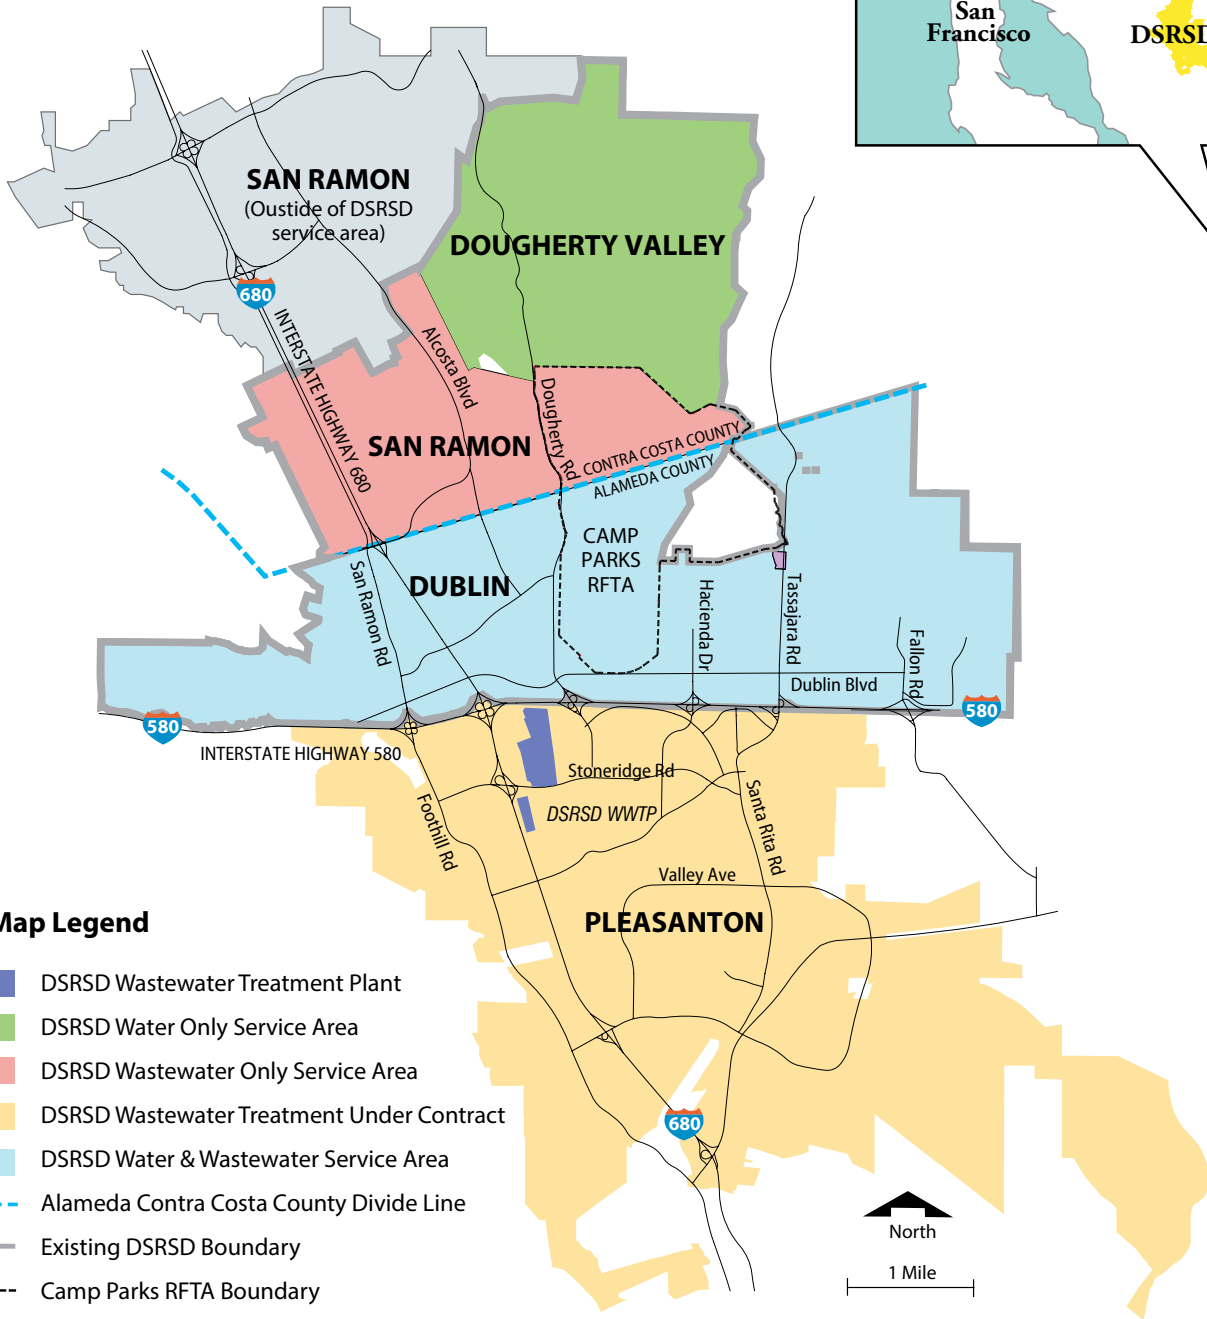 San
Francisco
DSRSD
SAN RAMON
(Oustide of DSRSD
service area)
DOUGHERTY VALLEY
680
INTERSTATE HIGHWAY 680
Alcosta Blvd
Dougherty Rd
SAN RAMON
CONTRA COSTA COUNTY
ALAMEDA COUNTY
CAMP
PARKS
RFTA
DUBLIN
San Ramon Rd
Hacienda Dr
Tassajara Rd
Fallon Rd
Dublin Blvd
580
580
INTERSTATE HIGHWAY 580
Stoneridge Rd
DSRSD WWTP
Foothill Rd
Santa Rita Rd
Valley Ave
PLEASANTON
680
Map Legend
DSRSD Wastewater Treatment Plant
DSRSD Water Only Service Area
DSRSD Wastewater Only Service Area
DSRSD Wastewater Treatment Under Contract
DSRSD Water & Wastewater Service Area
Alameda Contra Costa County Divide Line
Existing DSRSD Boundary
Camp Parks RFTA Boundary
North
1 Mile